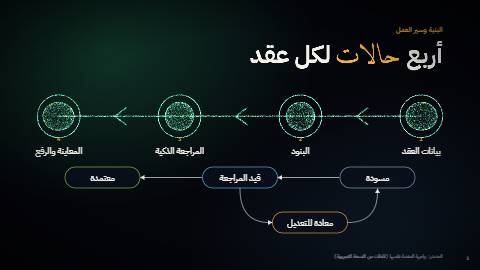 البنية وسير العمل
أربع حالات لكل عقد
بيانات العقد
البنود
المراجعة الذكية
المعاينة والرفع
مسودة
قيد المراجعة
معتمدة
معادة للتعديل